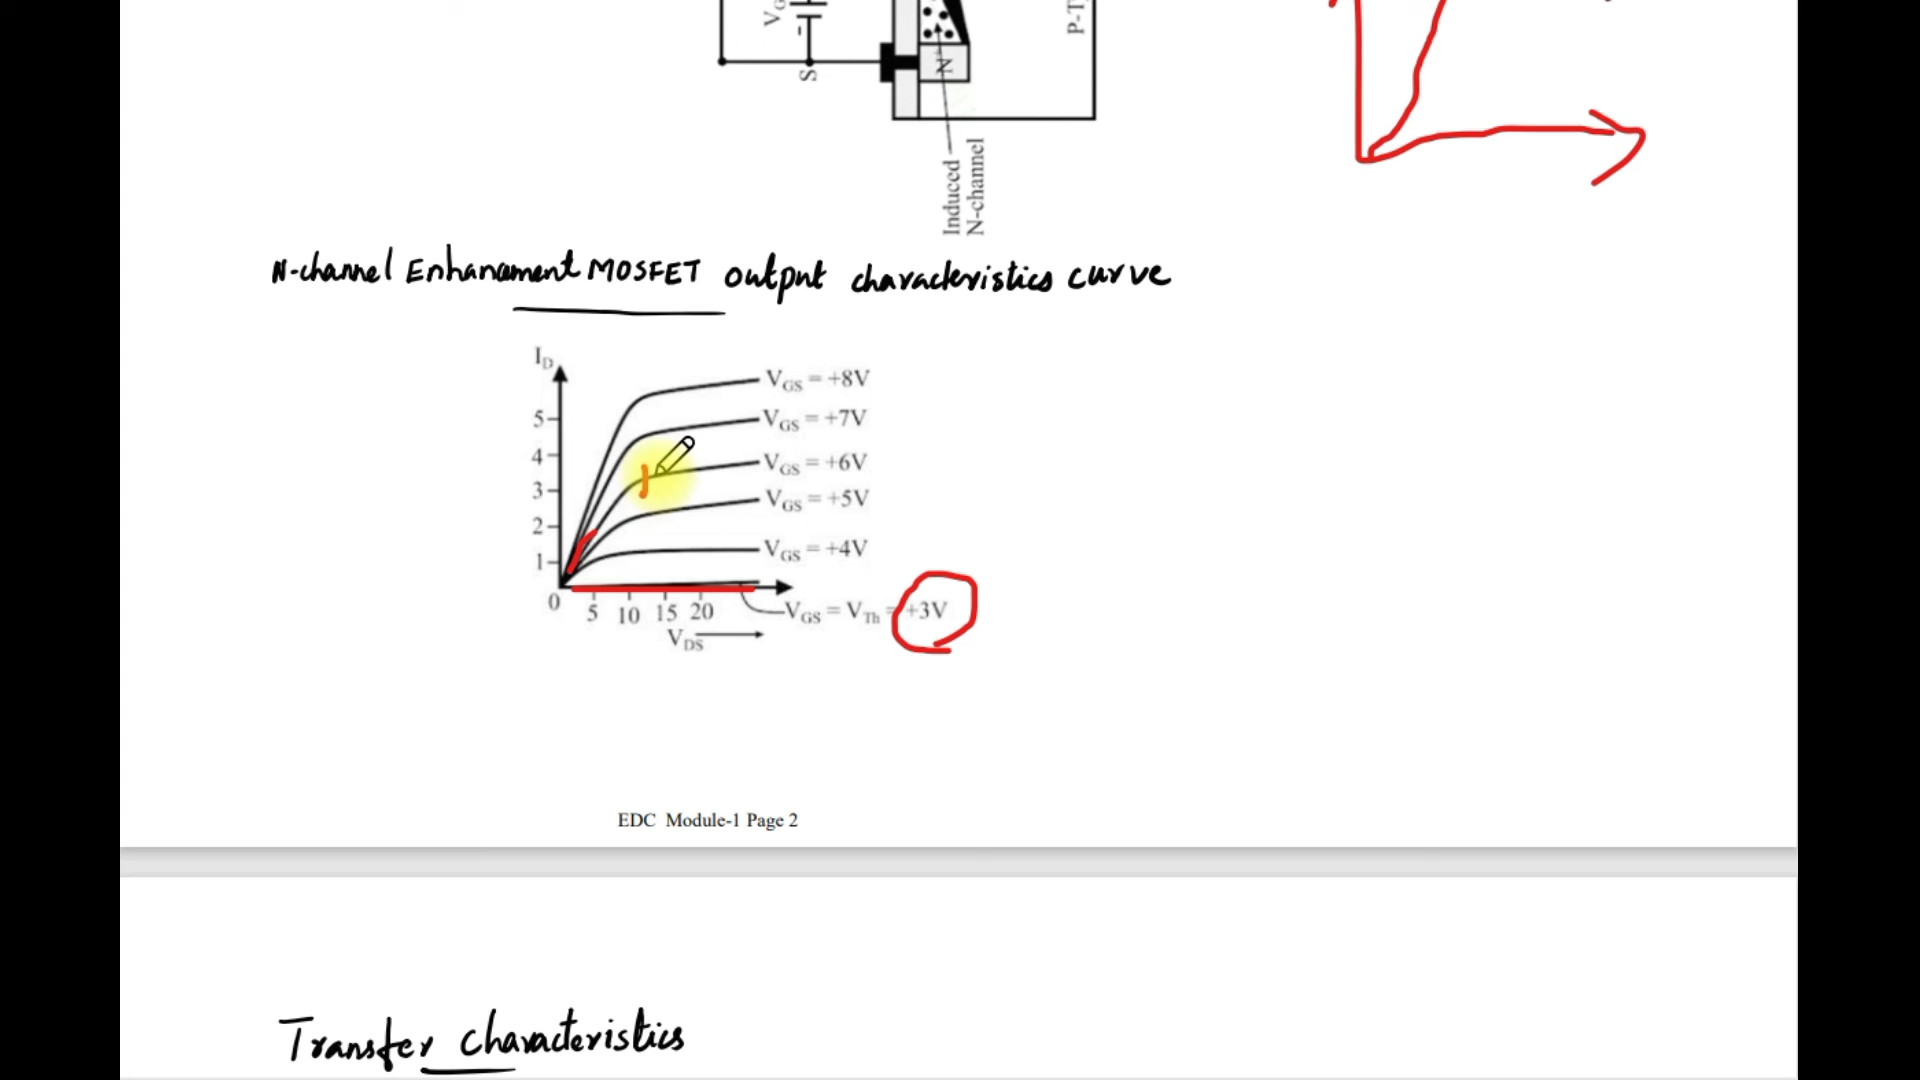 VG
-
S
N
P-T
Induced
N-channel
N-channel Enhanament MOSFET output characteristics curve
ID
VGS = +8V
5
VGS = +7V
4
VGS = +6V
3
VGS = +5V
2
VGS = +4V
1
0 5 10 15 20
VGS = VTh = +3V
VDS
EDC Module-1 Page 2
Transfer characteristics